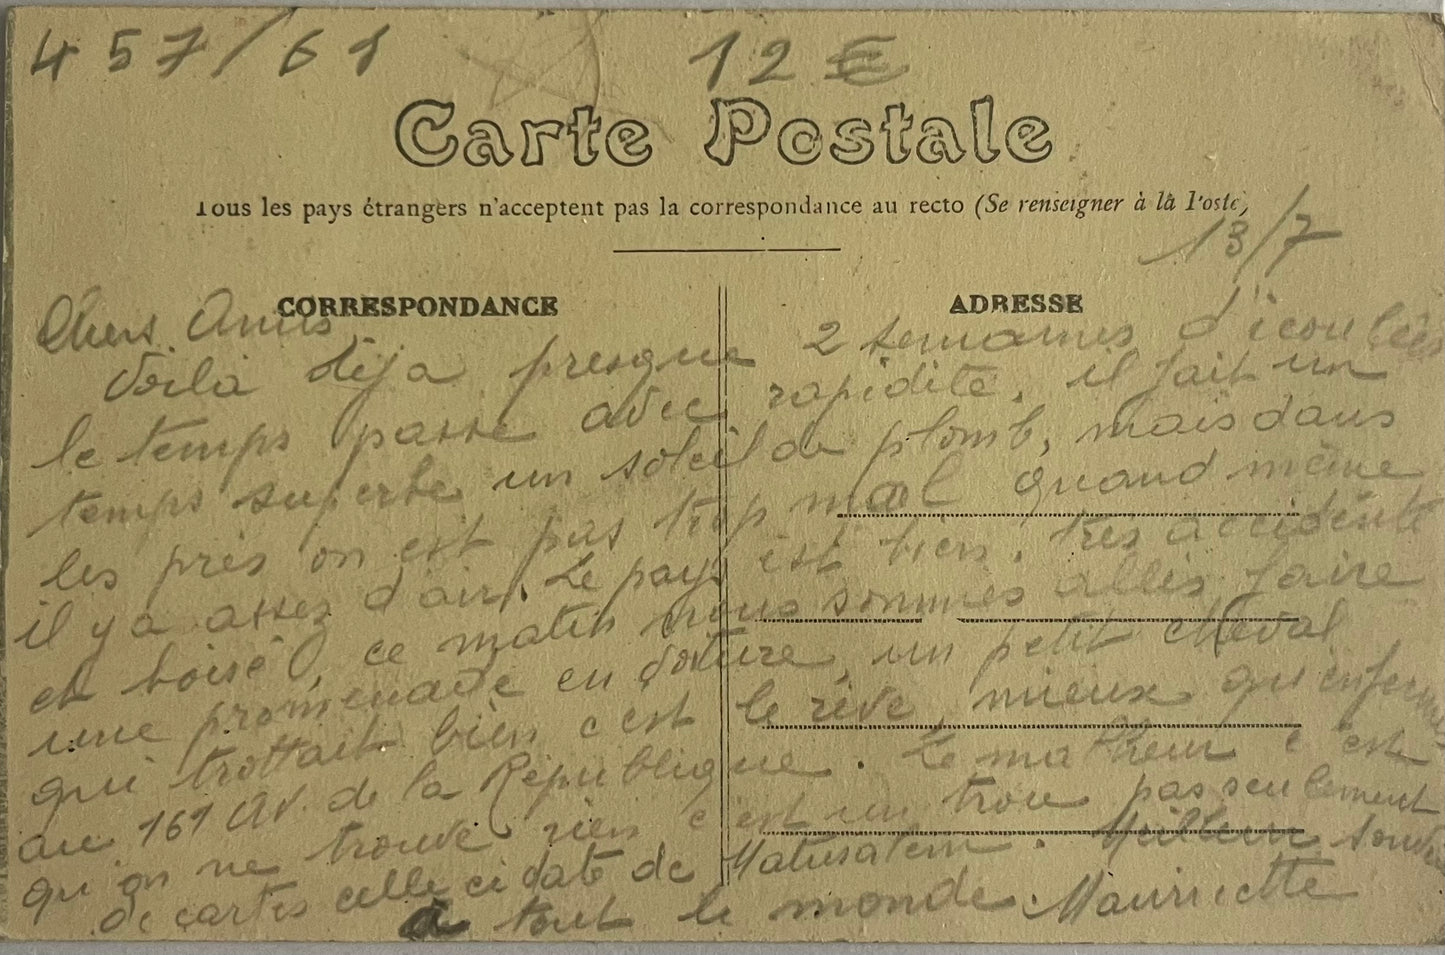 457/61
12 €
Carte Postale
Tous les pays étrangers n'acceptent pas la correspondance au recto (Se renseigner à la Poste)
13/7
CORRESPONDANCE
ADRESSE
Chers Amis
Voilà déja presque 2 semaines d'écoulées
le temps passe avec rapidité. il fait un
temps superbe un soleil de plomb, mais dans
les près on est pas trop mal quand même
il y a assez d'air. Le pays est bien, très accidenté
et boisé, ce matin nous sommes allés faire
une promenade en voiture, un petit cheval
qui trottait bien c'est le rêve, mieux qu'enfermés
au 161 AV. de la République. Le malheur c'est
qu'on ne trouve rien c'est un trou pas seulement
de cartes celle ci date de Matusalem.
à tout le monde. Mauricette